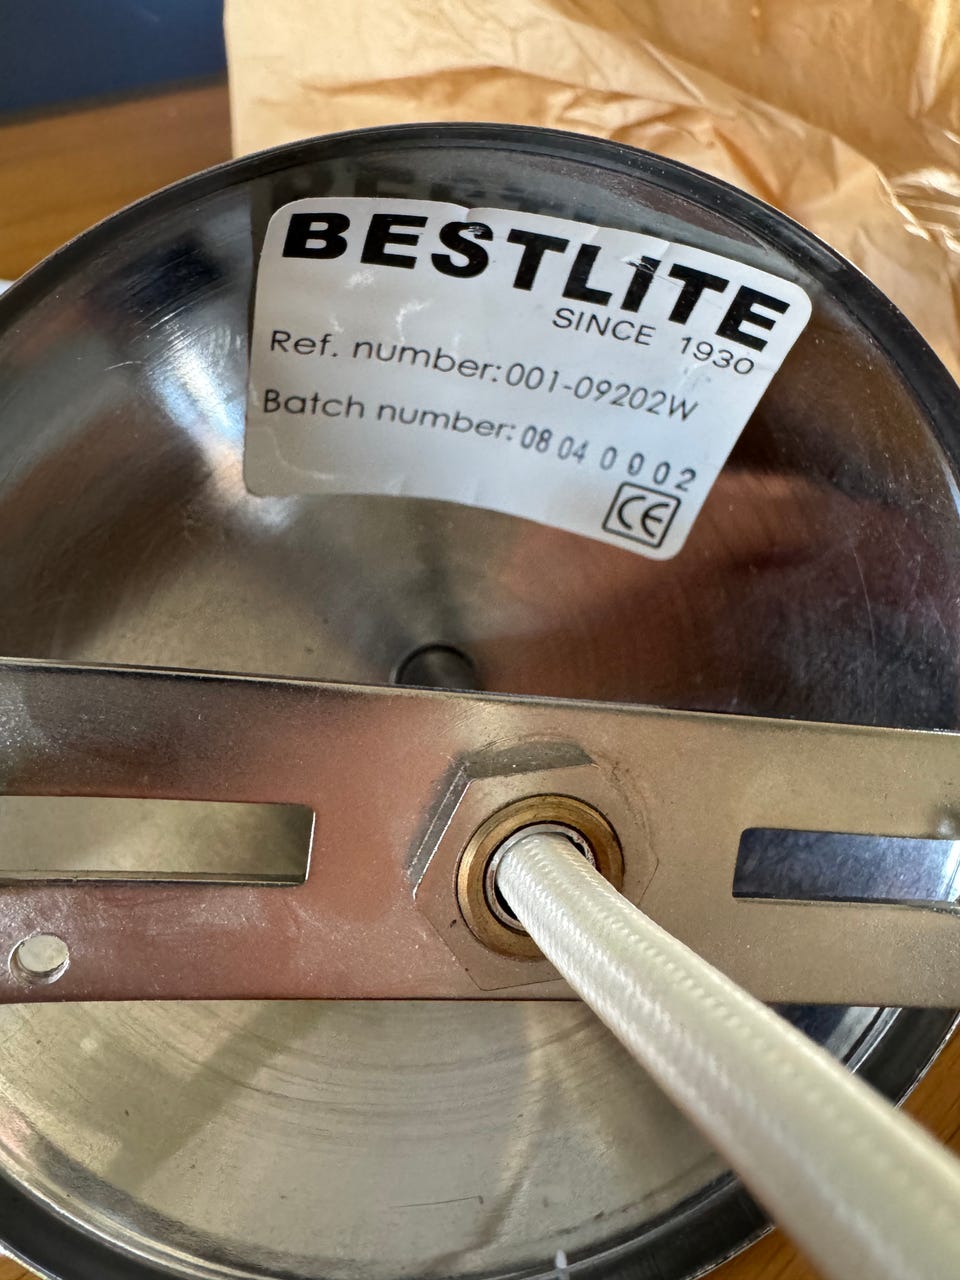 BESTLITE
SINCE 1930
Ref. number: 001-09202W
Batch number: 08 04 0 0 0 2
CE